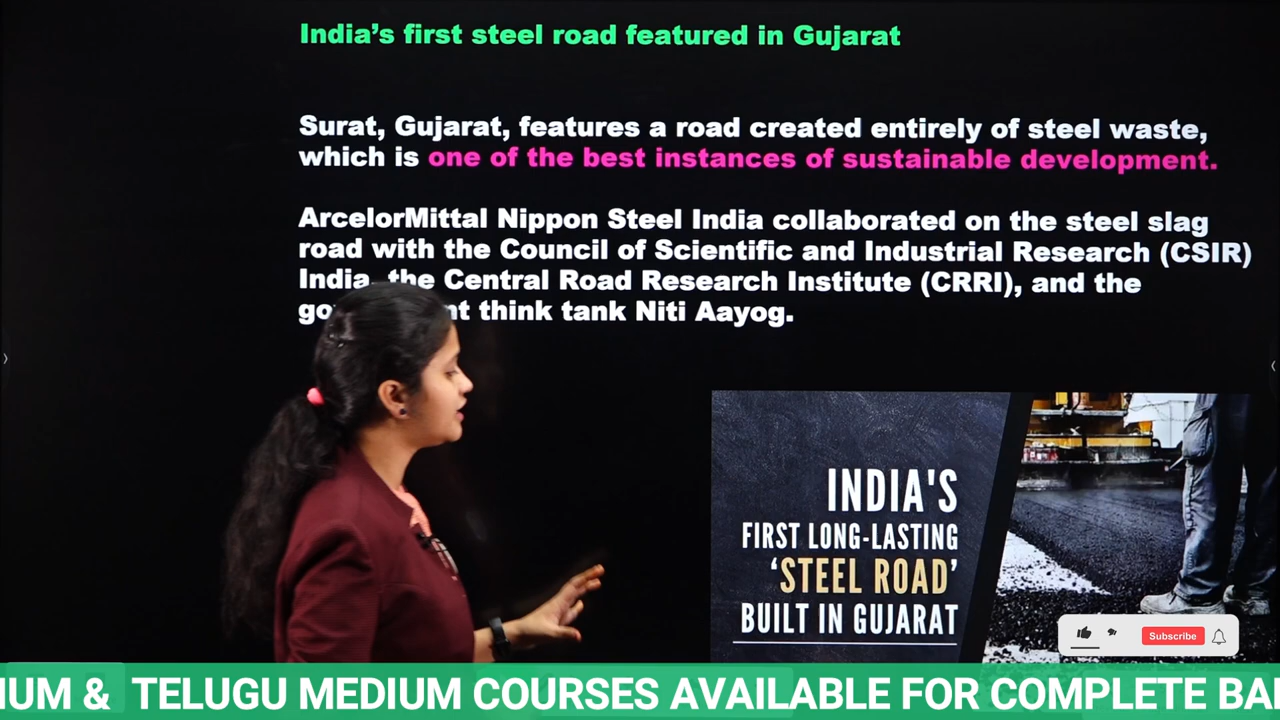 India’s first steel road featured in Gujarat
Surat, Gujarat, features a road created entirely of steel waste,
which is one of the best instances of sustainable development.
ArcelorMittal Nippon Steel India collaborated on the steel slag
road with the Council of Scientific and Industrial Research (CSIR)
India, the Central Road Research Institute (CRRI), and the
think tank Niti Aayog.
INDIA'S
FIRST LONG-LASTING
‘STEEL ROAD’
BUILT IN GUJARAT
Subscribe
& TELUGU MEDIUM COURSES AVAILABLE FOR COMPLETE